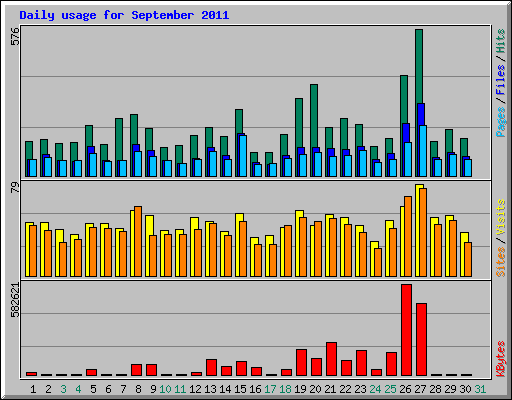 Daily usage for September 2011
576
Pages / Files / Hits
79
Sites / Visits
582621
KBytes
1 2 3 4 5 6 7 8 9 10 11 12 13 14 15 16 17 18 19 20 21 22 23 24 25 26 27 28 29 30 31